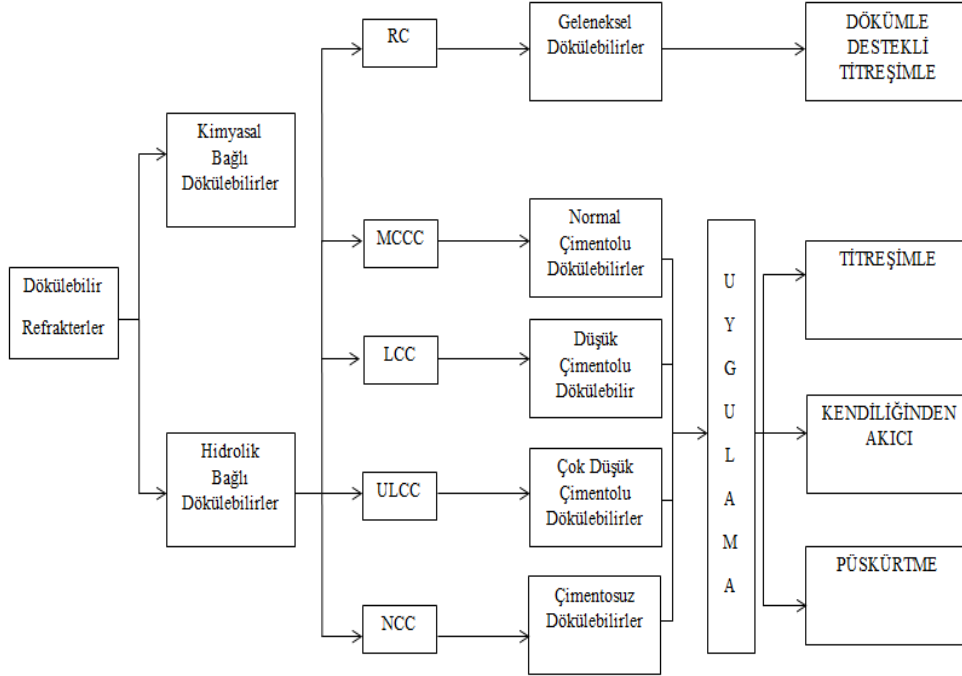 Dökülebilir
Refrakterler
Kimyasal
Bağlı
Dökülebilirler
Hidrolik
Bağlı
Dökülebilirler
RC
MCCC
LCC
ULCC
NCC
Geleneksel
Dökülebilirler
Normal
Çimentolu
Dökülebilirler
Düşük
Çimentolu
Dökülebilir
Çok Düşük
Çimentolu
Dökülebilirler
Çimentosuz
Dökülebilirler
U
Y
G
U
L
A
M
A
DÖKÜMLE
DESTEKLİ
TİTREŞİMLE
TİTREŞİMLE
KENDİLİĞİNDEN
AKICI
PÜSKÜRTME